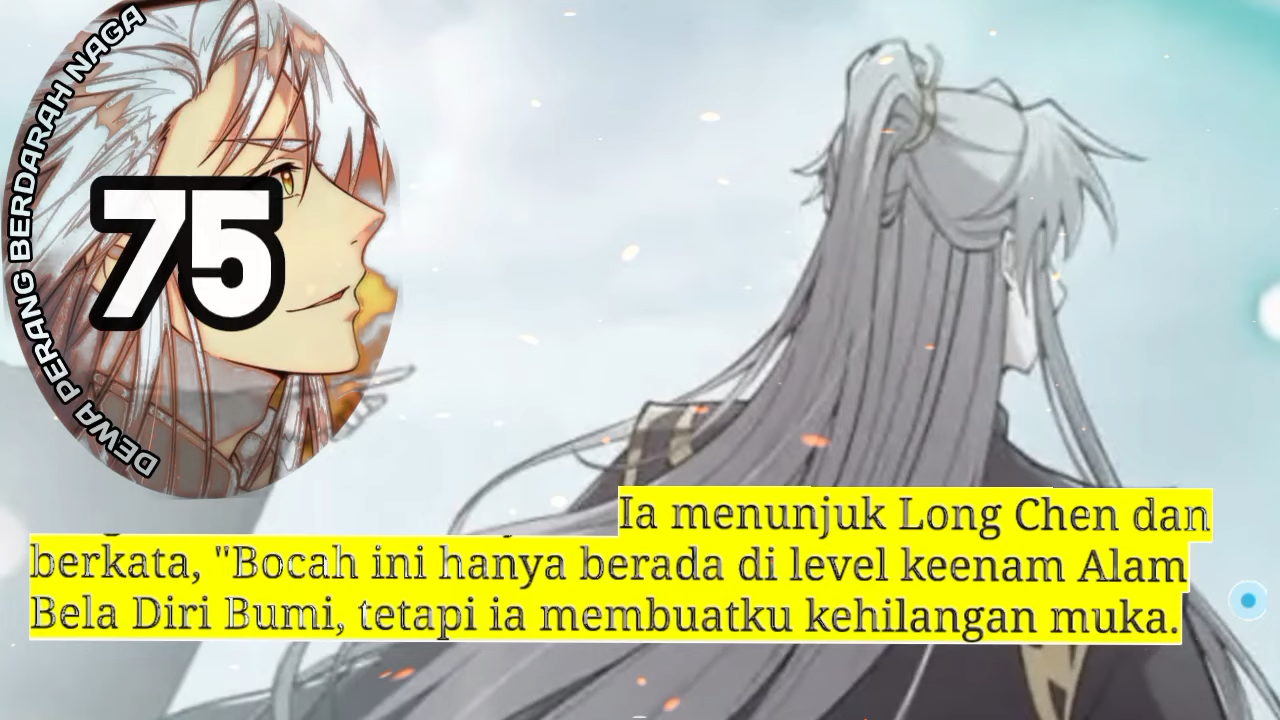 DEWA PERANG BERDARAH NAGA
75
Ia menunjuk Long Chen dan
berkata, "Bocah ini hanya berada di level keenam Alam
Bela Diri Bumi, tetapi ia membuatku kehilangan muka.